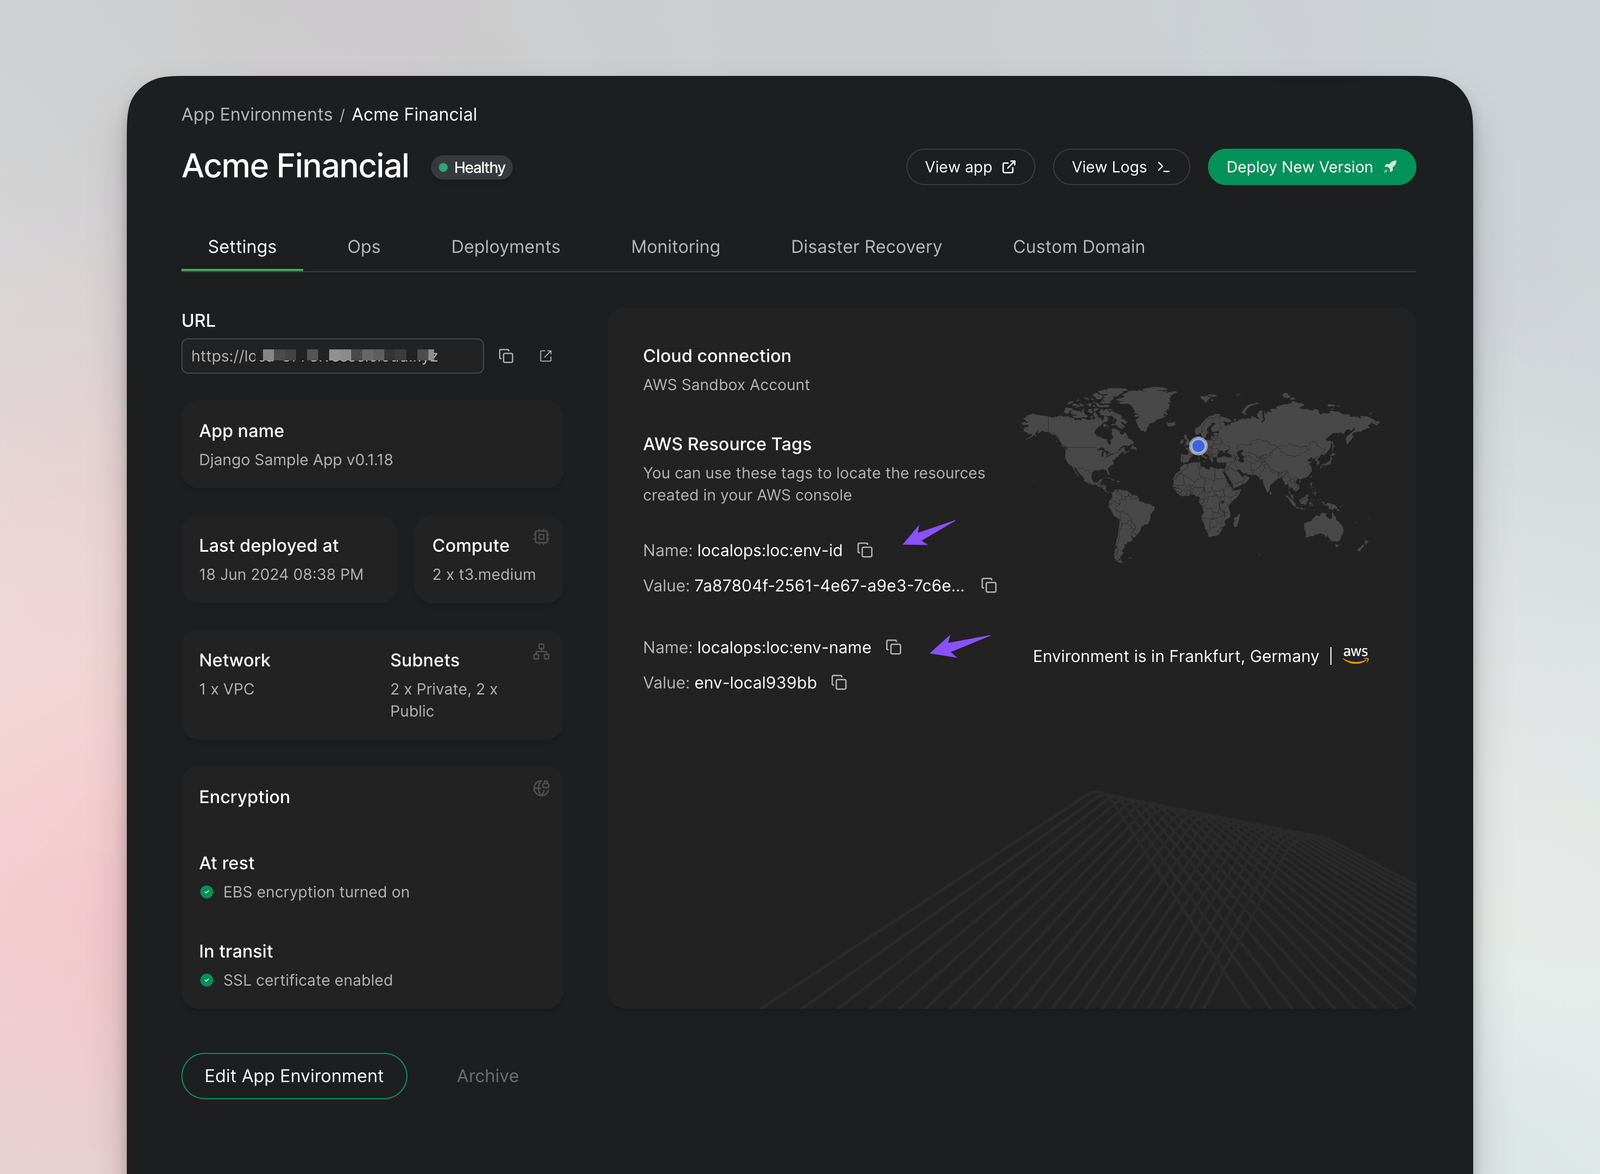 App Environments / Acme Financial
Acme Financial
Healthy
View app
View Logs
Deploy New Version
Settings
Ops
Deployments
Monitoring
Disaster Recovery
Custom Domain
URL
https://
App name
Django Sample App v0.1.18
Last deployed at
18 Jun 2024 08:38 PM
Compute
2 x t3.medium
Network
1 x VPC
Subnets
2 x Private, 2 x
Public
Encryption
At rest
EBS encryption turned on
In transit
SSL certificate enabled
Cloud connection
AWS Sandbox Account
AWS Resource Tags
You can use these tags to locate the resources
created in your AWS console
Name: localops:loc:env-id
Value: 7a87804f-2561-4e67-a9e3-7c6e...
Name: localops:loc:env-name
Value: env-local939bb
Environment is in Frankfurt, Germany | aws
Edit App Environment
Archive